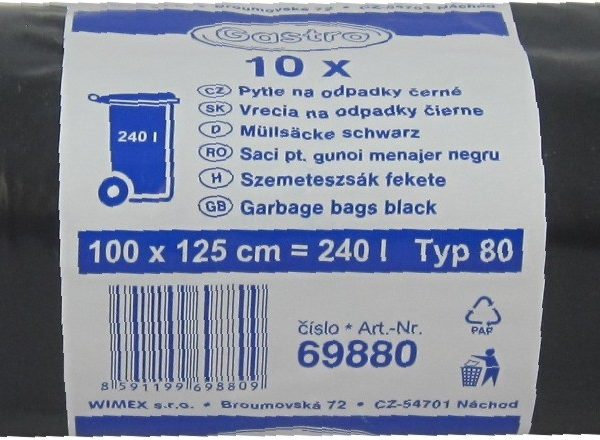 WIMEX s.r.o. • Broumovská 72 • CZ-54701 Náchod
Gastro
10 x
CZ Pytle na odpadky černé
SK Vrecia na odpadky čierne
240 l
D Müllsäcke schwarz
RO Saci pt. gunoi menajer negru
H Szemeteszsák fekete
GB Garbage bags black
100 x 125 cm = 240 l Typ 80
číslo * Art.-Nr.
69880
PAP
8 591199 698809
WIMEX s.r.o. • Broumovská 72 • CZ-54701 Náchod